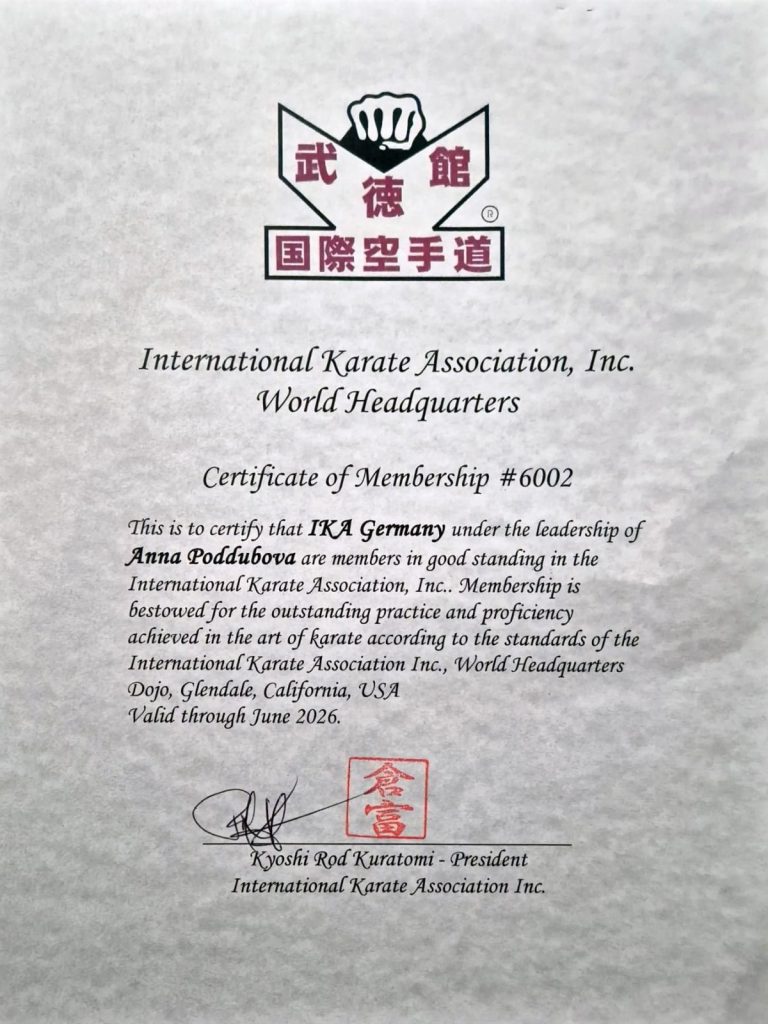 武徳館
®
国際空手道
International Karate Association, Inc.
World Headquarters
Certificate of Membership #6002
This is to certify that IKA Germany under the leadership of
Anna Poddubova are members in good standing in the
International Karate Association, Inc.. Membership is
bestowed for the outstanding practice and proficiency
achieved in the art of karate according to the standards of the
International Karate Association Inc., World Headquarters
Dojo, Glendale, California, USA
Valid through June 2026.
倉富
Kyoshi Rod Kuratomi - President
International Karate Association Inc.